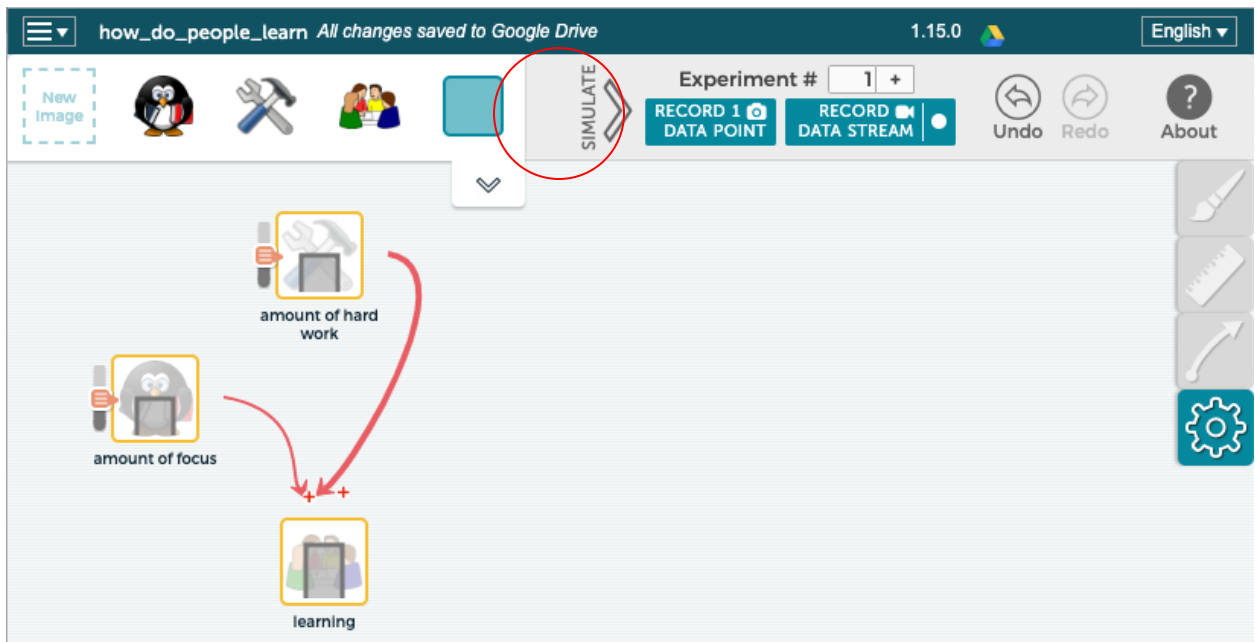 how_do_people_learn All changes saved to Google Drive 1.15.0 English
New
Image
SIMULATE
Experiment # 1 +
RECORD 1
DATA POINT
RECORD
DATA STREAM
Undo Redo
?
About
amount of hard
work
amount of focus
+ +
learning